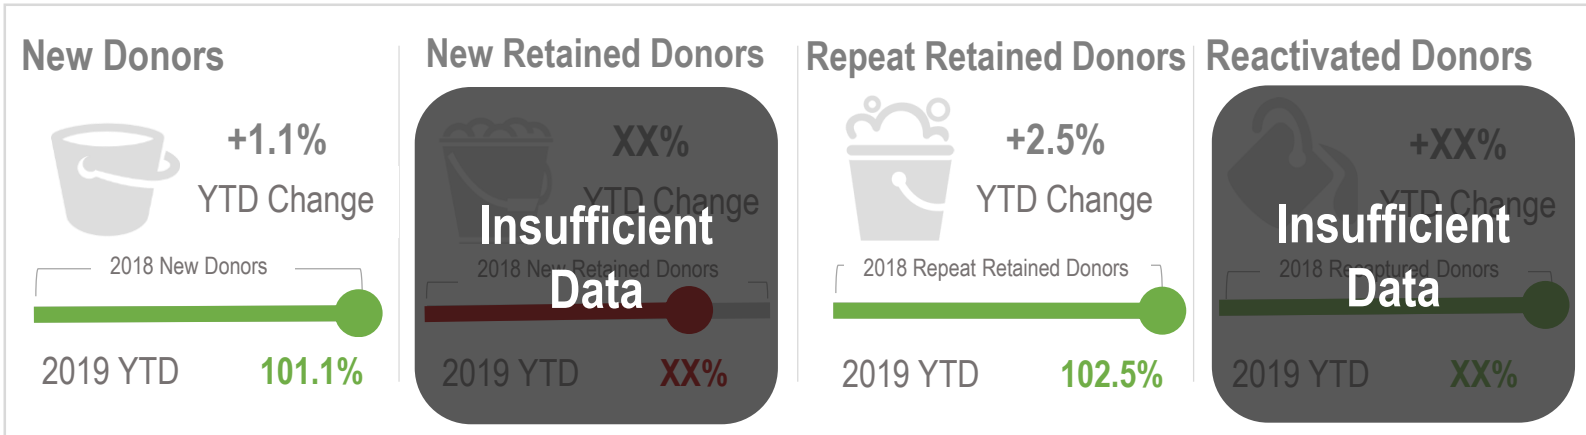 New Donors
+1.1%
YTD Change
2018 New Donors
2019 YTD 101.1%
New Retained Donors
XX%
YTD Change
Insufficient
2018 New Retained Donors
Data
2019 YTD XX%
Repeat Retained Donors
+2.5%
YTD Change
2018 Repeat Retained Donors
2019 YTD 102.5%
Reactivated Donors
+XX%
YTD Change
Insufficient
2018 Recaptured Donors
Data
2019 YTD XX%